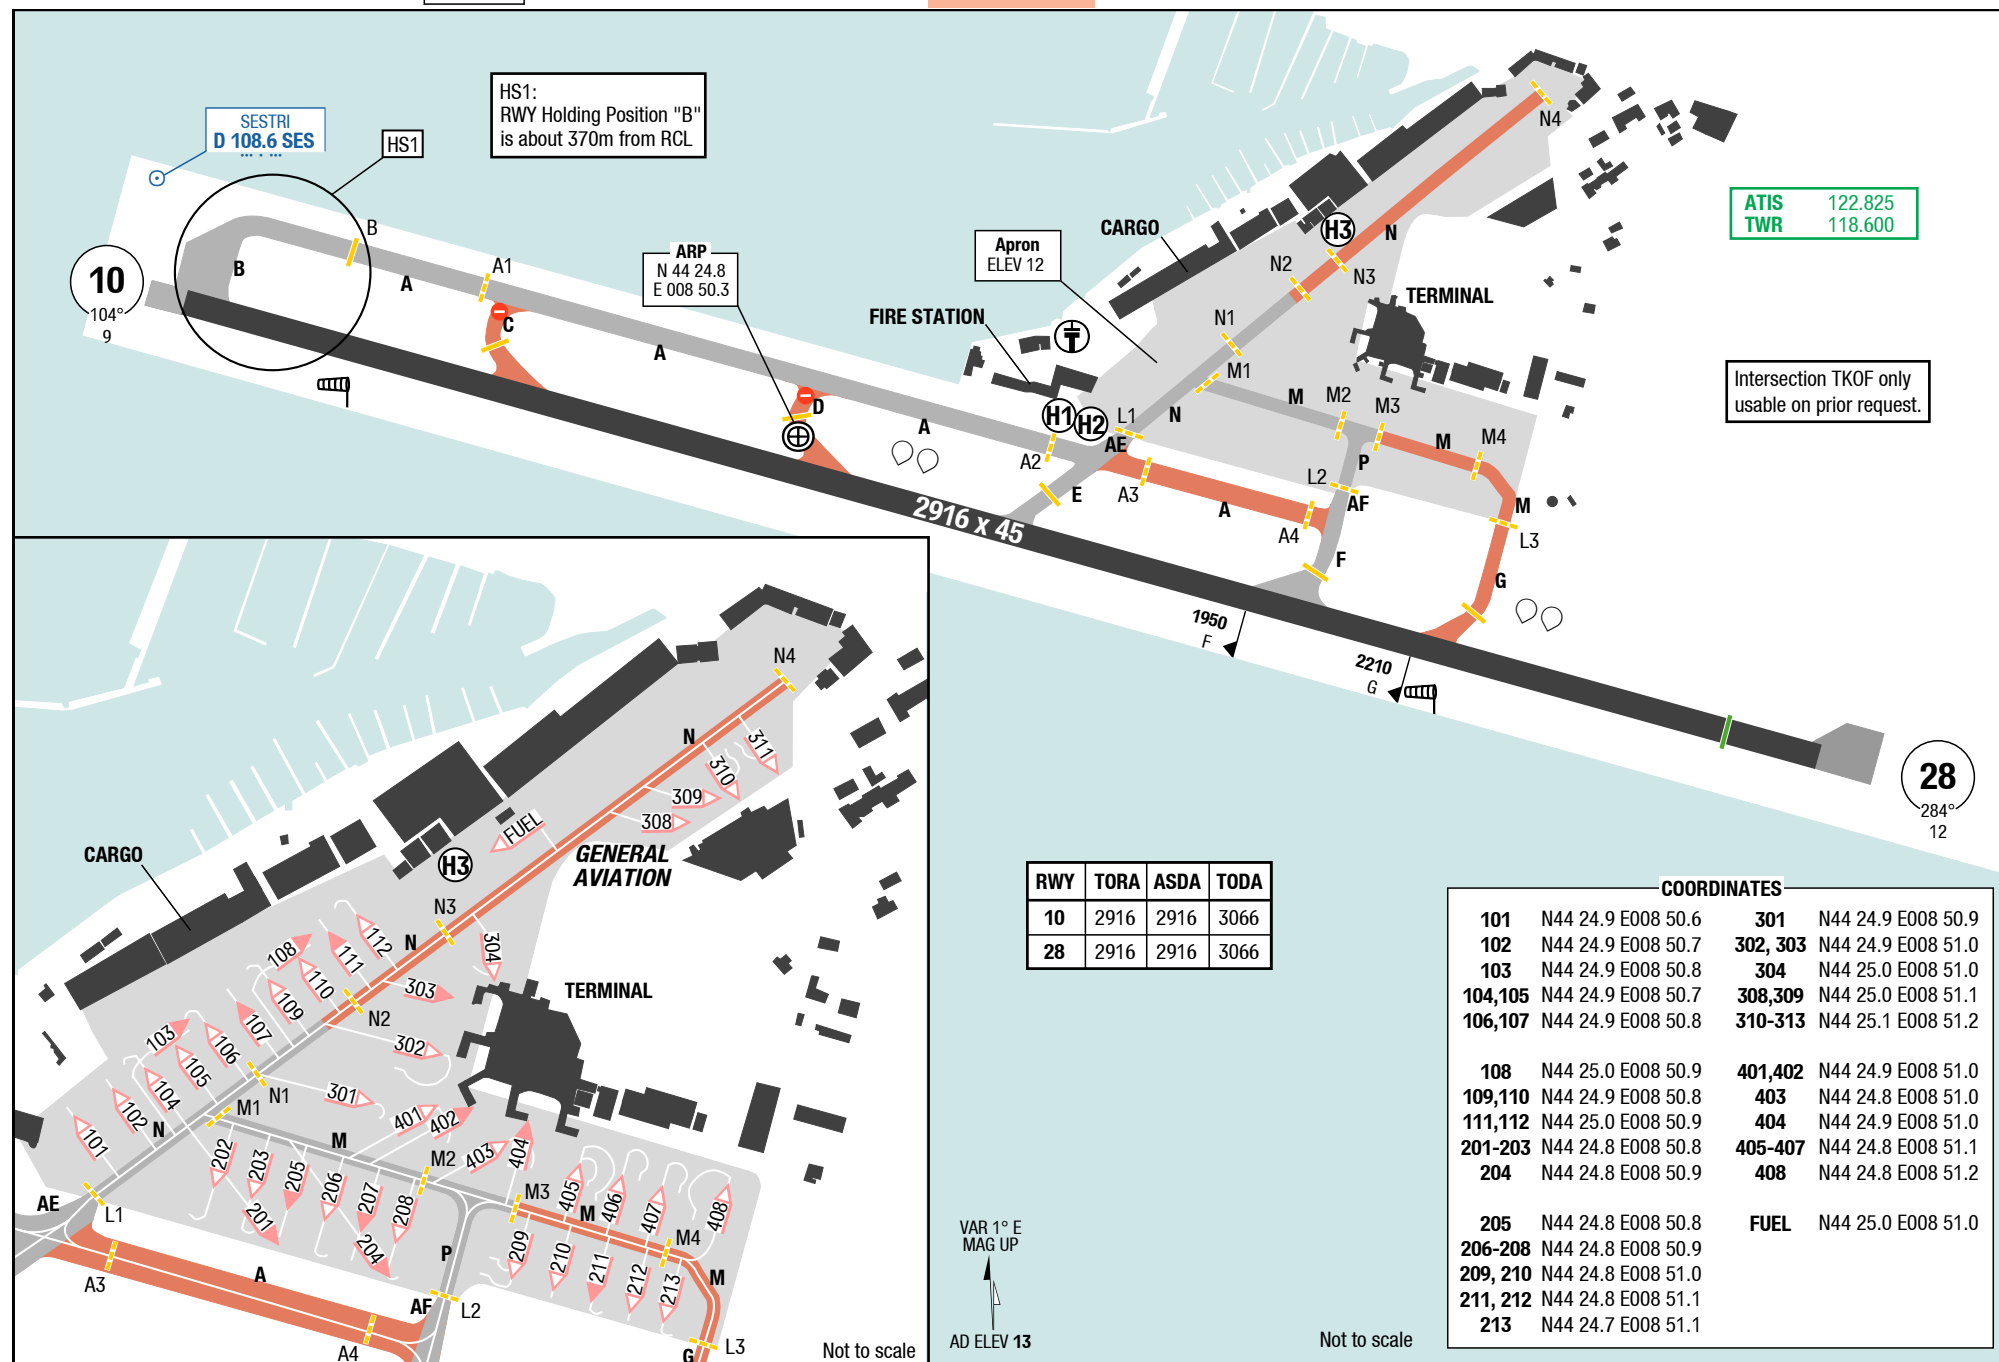 HS1:
RWY Holding Position "B"
is about 370m from RCL
SESTRI
D 108.6 SES
HS1
B
B
A
A1
10
104°
9
C
A
ARP
N 44 24.8
E 008 50.3
D
A
FIRE STATION
Apron
ELEV 12
CARGO
H3
N4
N
N2
N3
TERMINAL
N1
M1
M
M2
M3
M
M4
H1
H2
L1
N
AE
A2
E
A3
A
A4
L2
P
AF
F
M
L3
G
2916 x 45
1950
F
2210
G
28
284°
12
ATIS 122.825
TWR 118.600
Intersection TKOF only
usable on prior request.
N4
N
311
310
309
308
FUEL
GENERAL
AVIATION
H3
CARGO
N3
N
304
303
TERMINAL
112
111
108
110
109
107
N2
302
103
106
105
104
102
101
N1
301
M1
N
401
402
M
M2
403
404
202
203
205
206
207
208
201
204
M3
405
406
407
408
M
M4
209
210
211
212
213
M
P
AE
L1
A3
A
A4
AF
L2
G
L3
Not to scale
RWY TORA ASDA TODA
10 2916 2916 3066
28 2916 2916 3066
VAR 1° E
MAG UP
AD ELEV 13
Not to scale
COORDINATES
101 N44 24.9 E008 50.6 301 N44 24.9 E008 50.9
102 N44 24.9 E008 50.7 302, 303 N44 24.9 E008 51.0
103 N44 24.9 E008 50.8 304 N44 25.0 E008 51.0
104,105 N44 24.9 E008 50.7 308,309 N44 25.0 E008 51.1
106,107 N44 24.9 E008 50.8 310-313 N44 25.1 E008 51.2
108 N44 25.0 E008 50.9 401,402 N44 24.9 E008 51.0
109,110 N44 24.9 E008 50.8 403 N44 24.8 E008 51.0
111,112 N44 25.0 E008 50.9 404 N44 24.9 E008 51.0
201-203 N44 24.8 E008 50.8 405-407 N44 24.8 E008 51.1
204 N44 24.8 E008 50.9 408 N44 24.8 E008 51.2
205 N44 24.8 E008 50.8 FUEL N44 25.0 E008 51.0
206-208 N44 24.8 E008 50.9
209, 210 N44 24.8 E008 51.0
211, 212 N44 24.8 E008 51.1
213 N44 24.7 E008 51.1